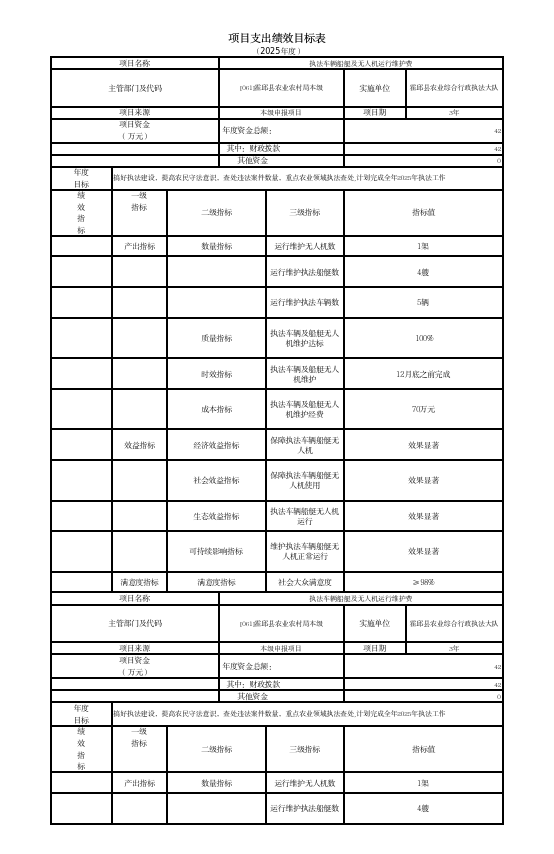 项目支出绩效目标表
（2025年度）
项目名称 执法车辆船艇及无人机运行维护费
主管部门及代码 [061]霍邱县农业农村局本级 实施单位 霍邱县农业综合行政执法大队
项目来源 本级申报项目 项目期 3年
项目资金
（万元）
年度资金总额： 42
其中：财政拨款 42
其他资金 0
年度
目标
搞好执法建设、提高农民守法意识。查处违法案件数量、重点农业领域执法查处,计划完成全年2025年执法工作
绩
效
指
标
一级
指标
二级指标 三级指标 指标值
产出指标 数量指标 运行维护无人机数 1架
运行维护执法船艇数 4艘
运行维护执法车辆数 5辆
质量指标 执法车辆及船艇无人
机维护达标 100%
时效指标 执法车辆及船艇无人
机维护 12月底之前完成
成本指标 执法车辆及船艇无人
机维护经费 70万元
效益指标 经济效益指标 保障执法车辆船艇无
人机 效果显著
社会效益指标 保障执法车辆船艇无
人机使用 效果显著
生态效益指标 执法车辆船艇无人机
运行 效果显著
可持续影响指标 维护执法车辆船艇无
人机正常运行 效果显著
满意度指标 满意度指标 社会大众满意度 ≥98%
项目名称 执法车辆船艇及无人机运行维护费
主管部门及代码 [061]霍邱县农业农村局本级 实施单位 霍邱县农业综合行政执法大队
项目来源 本级申报项目 项目期 3年
项目资金
（万元）
年度资金总额： 42
其中：财政拨款 42
其他资金 0
年度
目标
搞好执法建设、提高农民守法意识。查处违法案件数量、重点农业领域执法查处,计划完成全年2025年执法工作
绩
效
指
标
一级
指标
二级指标 三级指标 指标值
产出指标 数量指标 运行维护无人机数 1架
运行维护执法船艇数 4艘